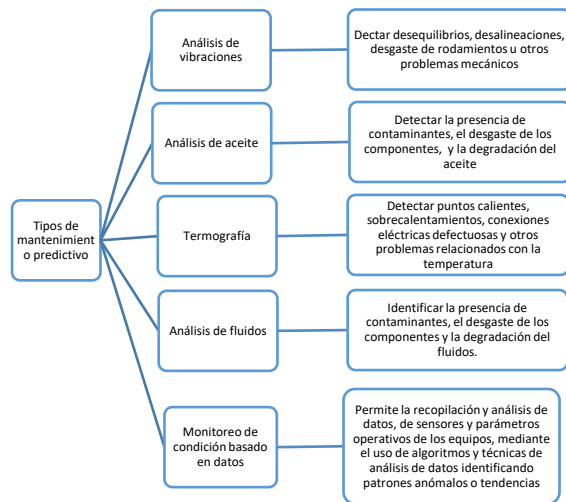 Análisis de
vibraciones
Dectar desequilibrios, desalineaciones,
desgaste de rodamientos u otros
problemas mecánicos
Análisis de aceite
Detectar la presencia de
contaminantes, el desgaste de los
componentes, y la degradación del
aceite
Tipos de
mantenimient
o predictivo
Termografía
Detectar puntos calientes,
sobrecalentamientos, conexiones
eléctricas defectuosas y otros
problemas relacionados con la
temperatura
Análisis de fluidos
Identificar la presencia de
contaminantes, el desgaste de los
componentes y la degradación del
fluidos.
Monitoreo de
condición basado
en datos
Permite la recopilación y análisis de
datos, de sensores y parámetros
operativos de los equipos, mediante
el uso de algoritmos y técnicas de
análisis de datos identificando
patrones anómalos o tendencias